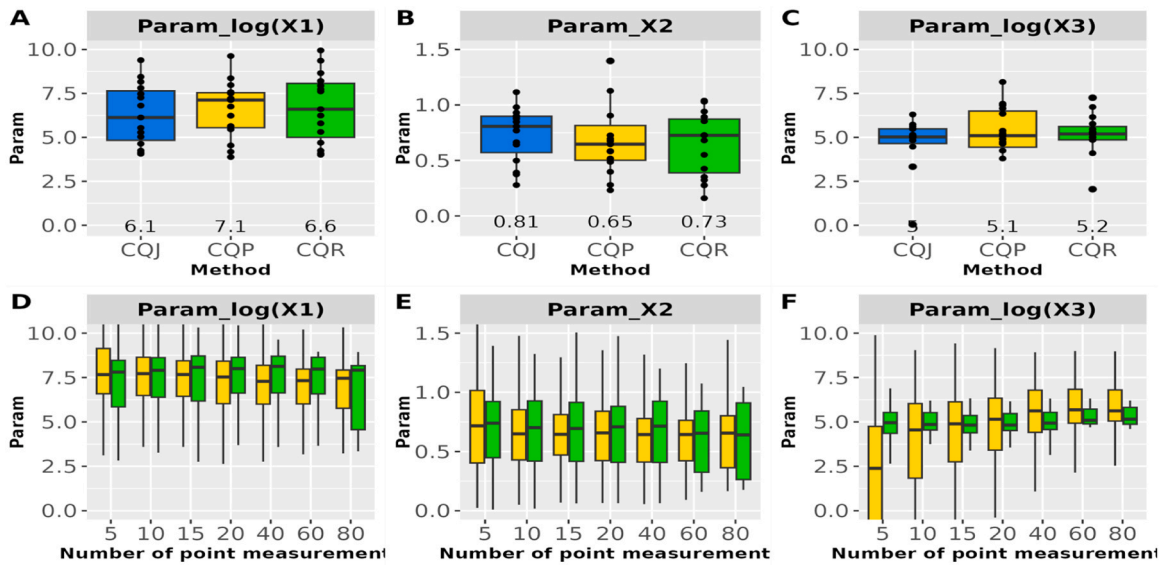 A
Param_log(X1)
Param
10.0
7.5
5.0
2.5
0.0
6.1 7.1 6.6
CQJ CQP CQR
Method
B
Param_X2
Param
1.5
1.0
0.5
0.0
0.81 0.65 0.73
CQJ CQP CQR
Method
C
Param_log(X3)
Param
10.0
7.5
5.0
2.5
0.0
5 5.1 5.2
CQJ CQP CQR
Method
D
Param_log(X1)
Param
10.0
7.5
5.0
2.5
0.0
5 10 15 20 40 60 80
Number of point measurement
E
Param_X2
Param
1.5
1.0
0.5
0.0
5 10 15 20 40 60 80
Number of point measurement
F
Param_log(X3)
Param
10.0
7.5
5.0
2.5
0.0
5 10 15 20 40 60 80
Number of point measurement